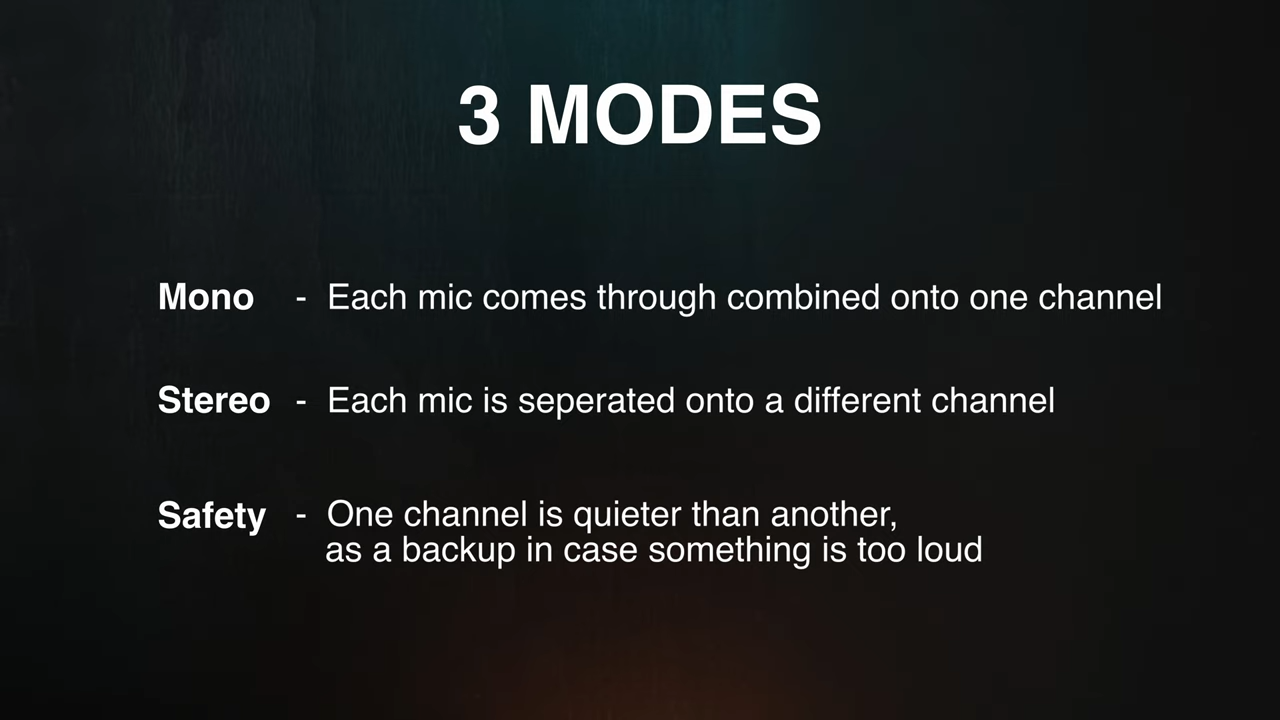 3 MODES
Mono - Each mic comes through combined onto one channel
Stereo - Each mic is seperated onto a different channel
Safety - One channel is quieter than another,
as a backup in case something is too loud